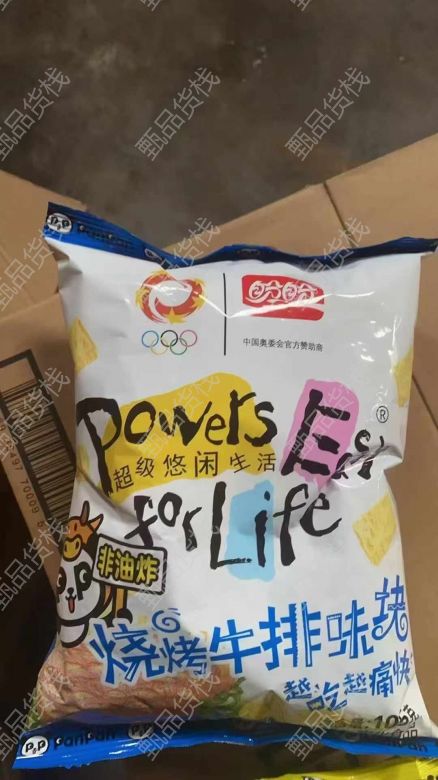 PanPan
盼盼
中国奥委会官方赞助商
Powers Eat®
超级悠闲生活
for Life
非油炸
烧烤牛排味块
越吃越痛快
PanPan
甄品货栈